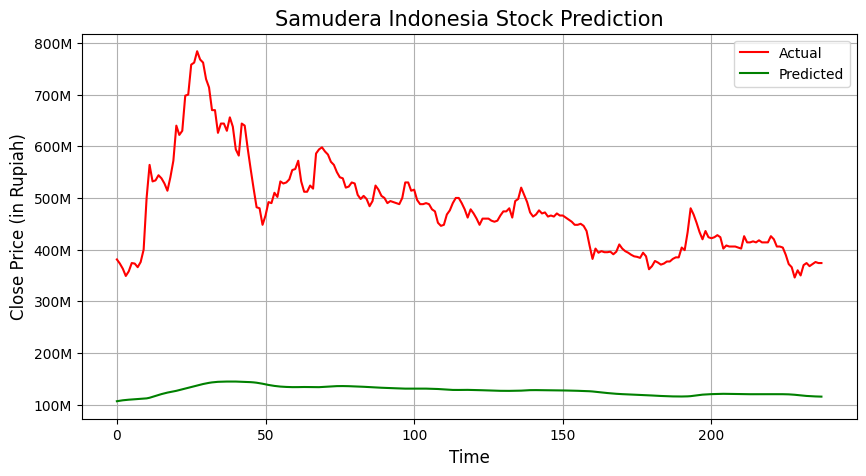 Samudera Indonesia Stock Prediction
Close Price (in Rupiah)
800M
700M
600M
500M
400M
300M
200M
100M
Actual
Predicted
0
50
100
150
200
Time